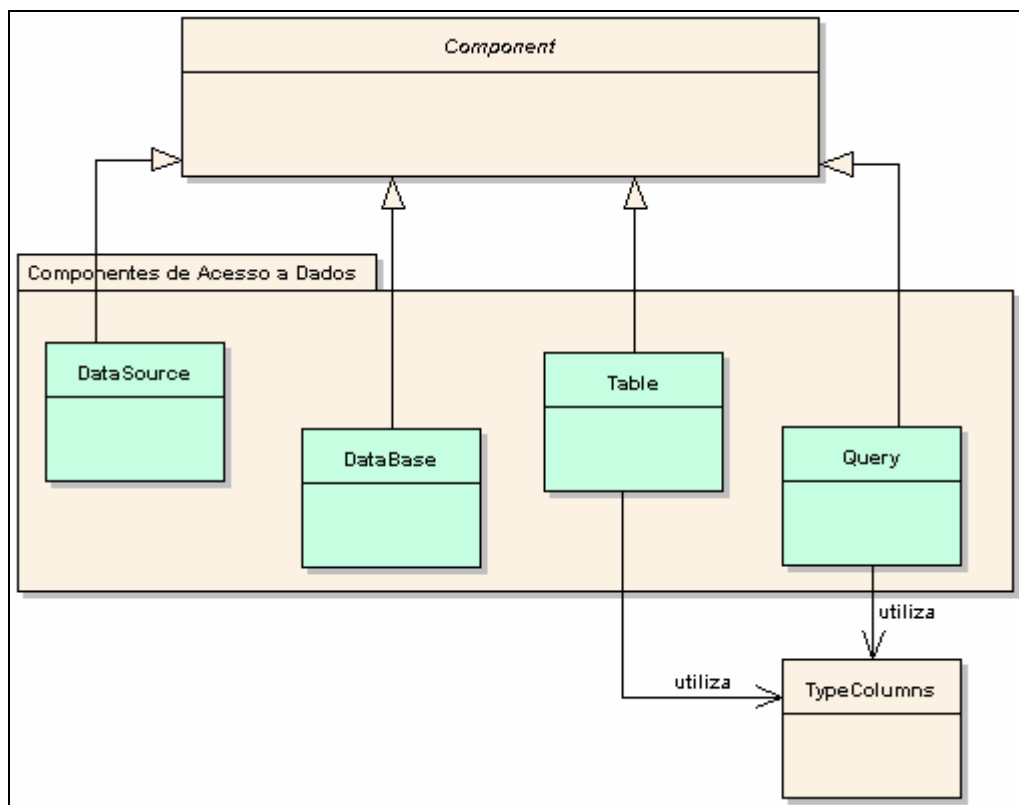 Component
Componentes de Acesso a Dados
DataSource
DataBase
Table
Query
utiliza
utiliza
TypeColumns